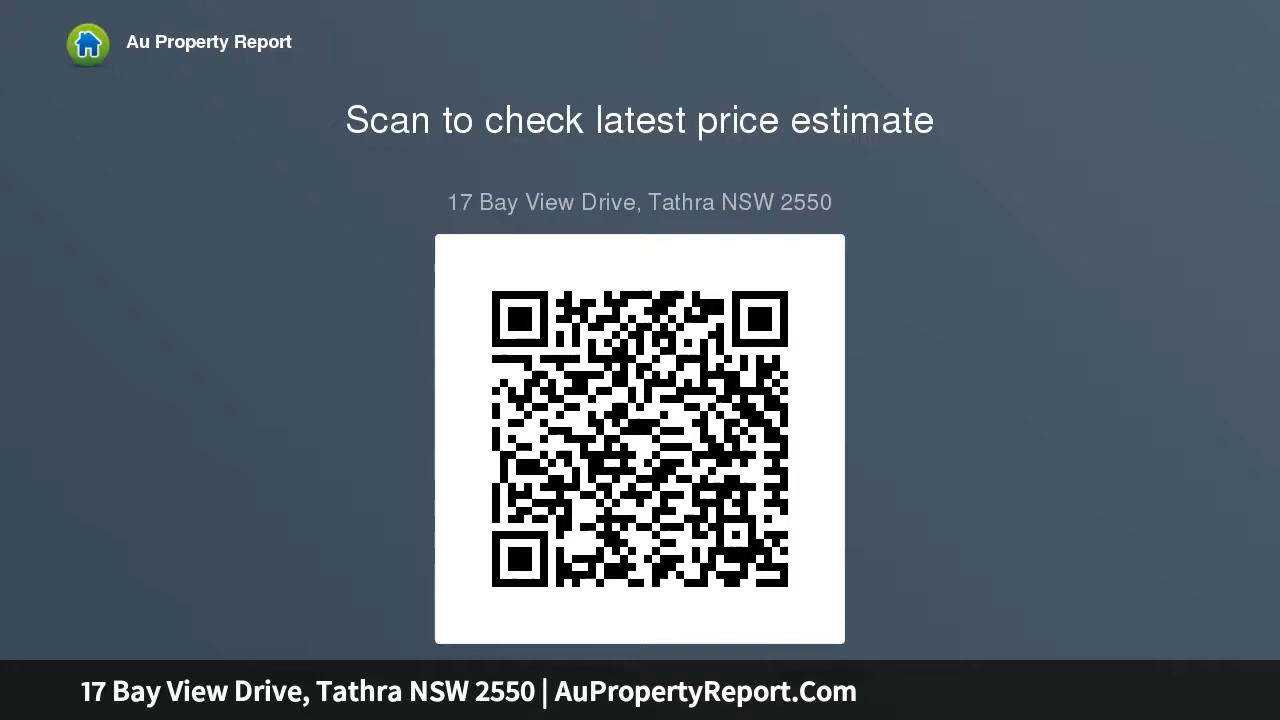 Au Property Report
Scan to check latest price estimate
17 Bay View Drive, Tathra NSW 2550
17 Bay View Drive, Tathra NSW 2550 | AuPropertyReport.Com